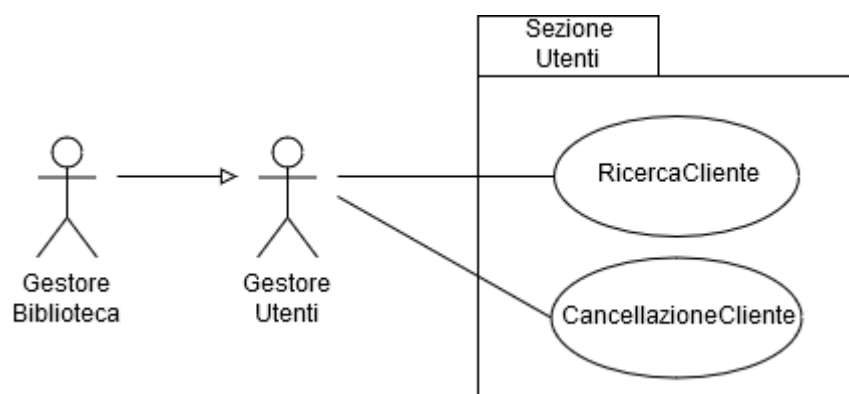 Sezione
Utenti
RicercaCliente
Gestore
Biblioteca
Gestore
Utenti
CancellazioneCliente